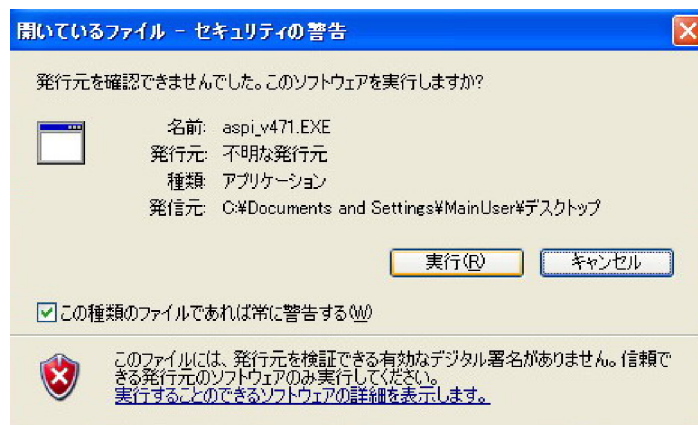 開いているファイル - セキュリティの警告
発行元を確認できませんでした。このソフトウェアを実行しますか?
名前: aspi_v471.EXE
発行元: 不明な発行元
種類: アプリケーション
発信元: C:¥Documents and Settings¥MainUser¥デスクトップ
実行(R)
キャンセル
この種類のファイルであれば常に警告する(W)
このファイルには、発行元を検証できる有効なデジタル署名がありません。信頼で
きる発行元のソフトウェアのみ実行してください。
実行することのできるソフトウェアの詳細を表示します。